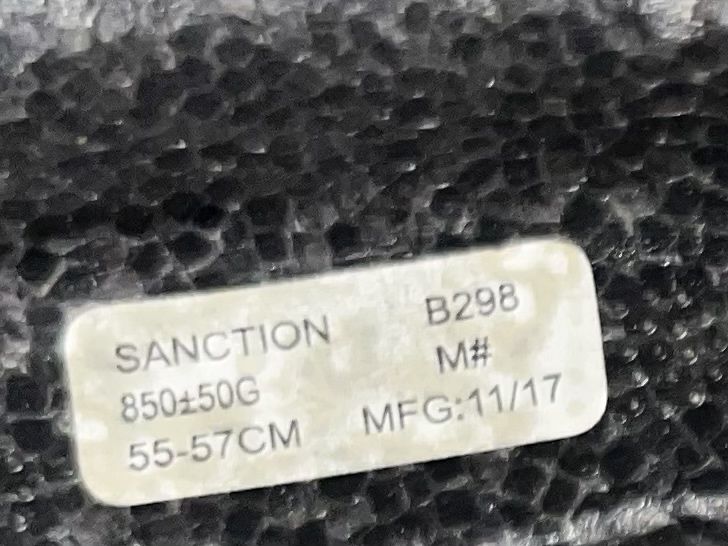 SANCTION B298
850±50G M#
55-57CM MFG:11/17